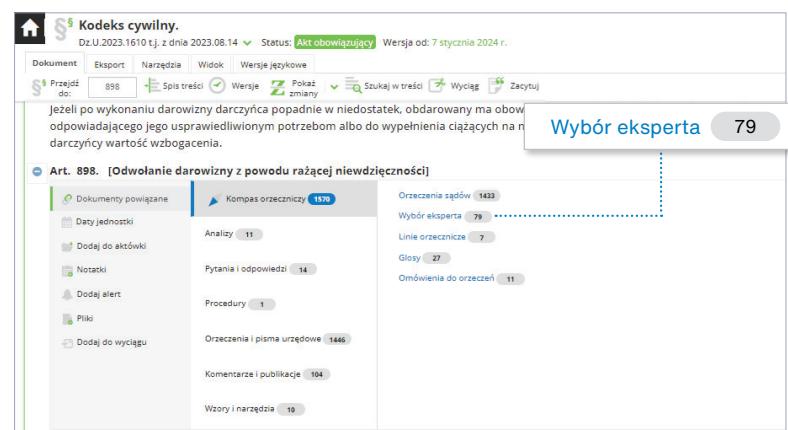 §§ Kodeks cywilny.
Dz.U.2023.1610 t.j. z dnia 2023.08.14 Status: Akt obowiązujący Wersja od: 7 stycznia 2024 r.
Dokument Eksport Narzędzia Widok Wersje językowe
§§ Przejdź do: 898 Spis treści Wersje Pokaż zmiany Szukaj w treści Wyciąg Zacytuj
Jeżeli po wykonaniu darowizny darczyńca popadnie w niedostatek, obdarowany ma obow
odpowiadającego jego usprawiedliwionym potrzebom albo do wypełnienia ciążących na n
darczyńcy wartość wzbogacenia.
Wybór eksperta 79
Art. 898. [Odwołanie darowizny z powodu rażącej niewdzięczności]
Dokumenty powiązane
Daty jednostki
Dodaj do aktówki
Notatki
Dodaj alert
Pliki
Dodaj do wyciągu
Kompas orzeczniczy 1570
Analizy 11
Pytania i odpowiedzi 14
Procedury 1
Orzeczenia i pisma urzędowe 1446
Komentarze i publikacje 104
Wzory i narzędzia 10
Orzeczenia sądów 1433
Wybór eksperta 79
Linie orzecznicze 7
Glosy 27
Omówienia do orzeczeń 11